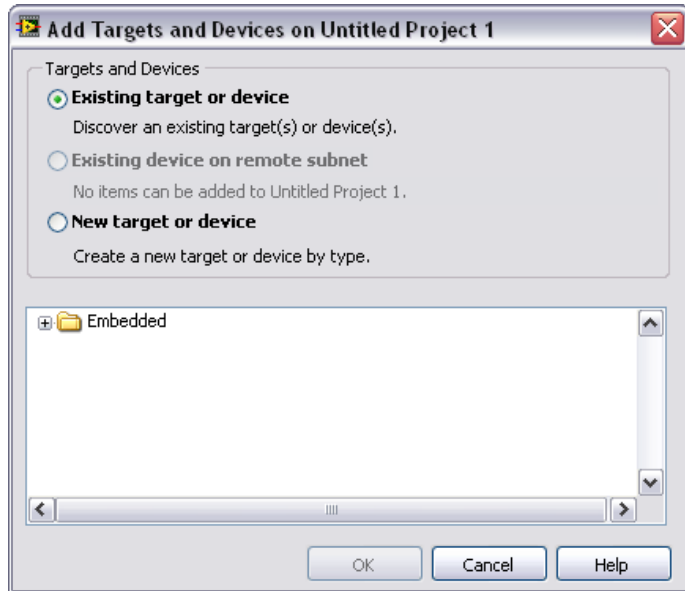 Add Targets and Devices on Untitled Project 1
Targets and Devices
Existing target or device
Discover an existing target(s) or device(s).
Existing device on remote subnet
No items can be added to Untitled Project 1.
New target or device
Create a new target or device by type.
Embedded
OK
Cancel
Help